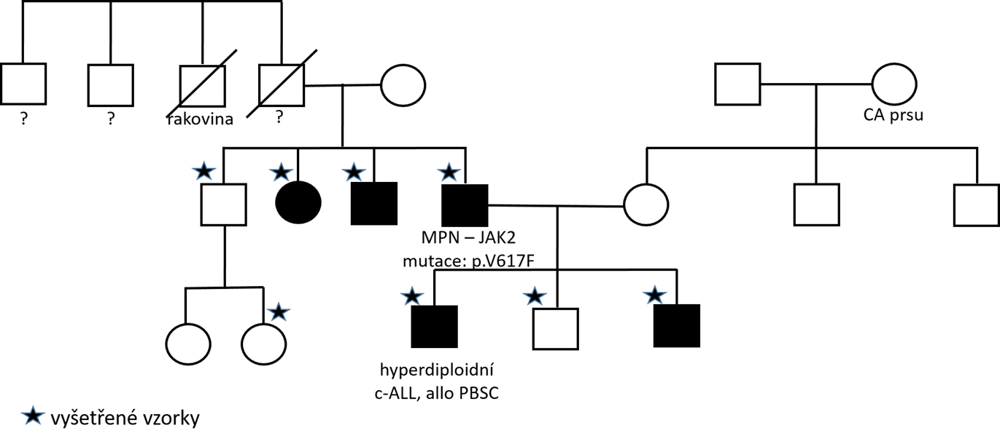 ?
?
rakovina
?
CA prsu
MPN – JAK2
mutace: p.V617F
hyperdiploidní
c-ALL, allo PBSC
vyšetřené vzorky